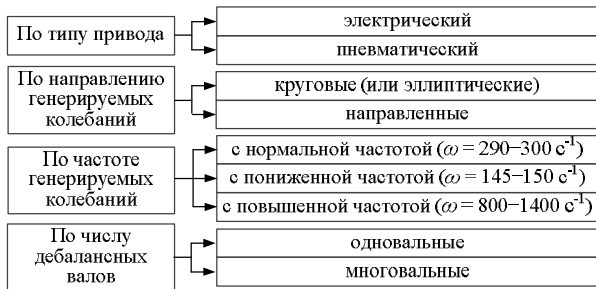 По типу привода
электрический
пневматический
По направлению
генерируемых
колебаний
круговые (или эллиптические)
направленные
По частоте
генерируемых
колебаний
с нормальной частотой (ω = 290−300 с⁻¹)
с пониженной частотой (ω = 145−150 с⁻¹)
с повышенной частотой (ω = 800−1400 с⁻¹)
По числу
дебалансных
валов
одновальные
многовальные